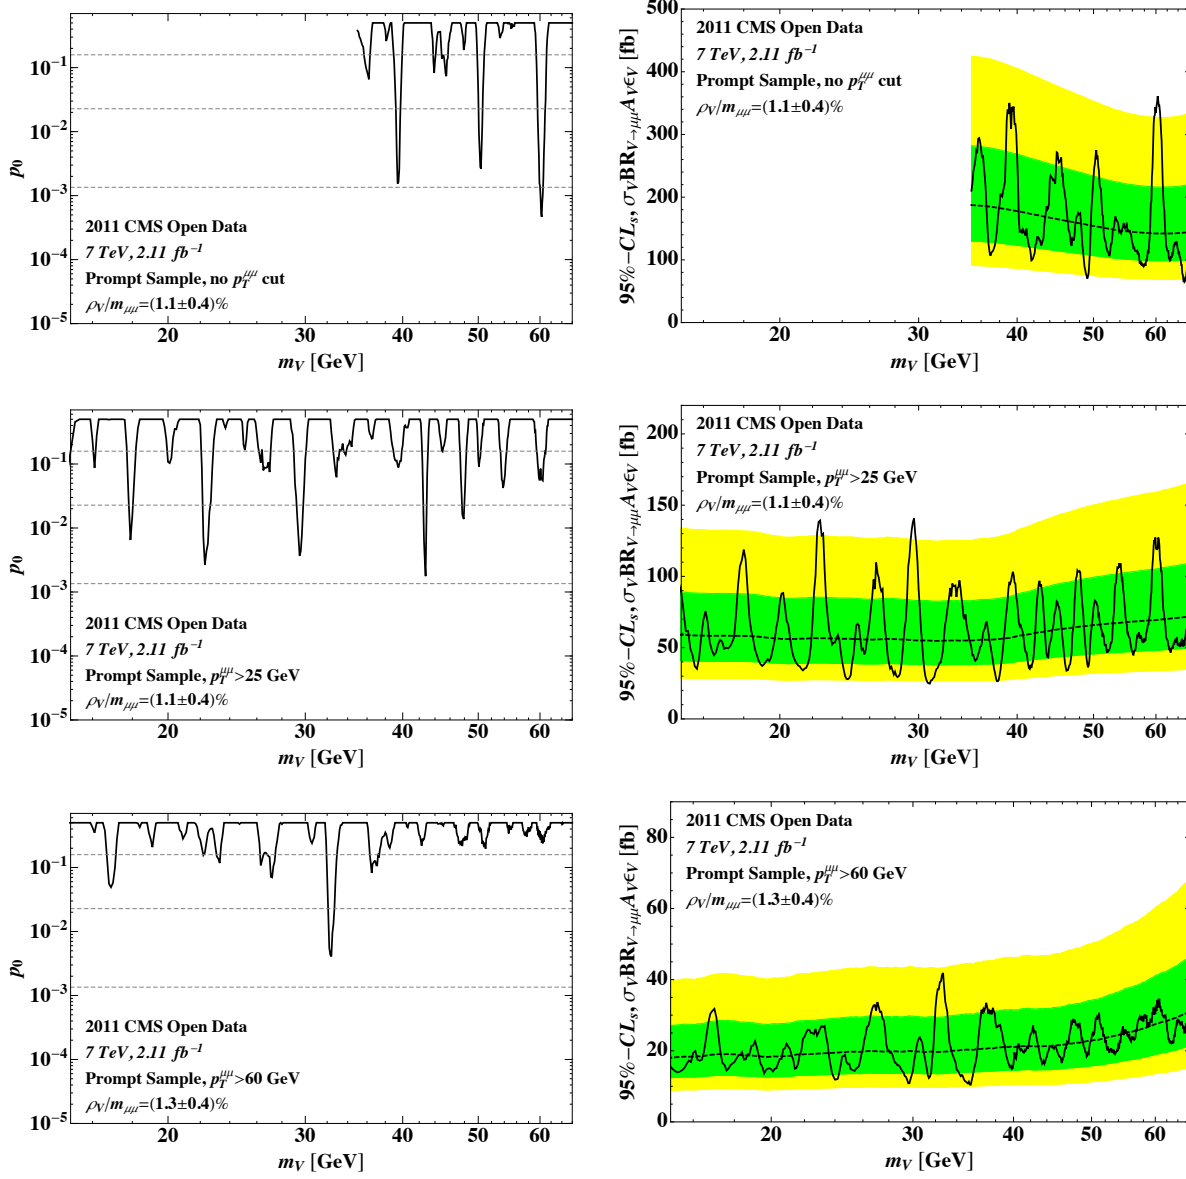 10⁻¹
10⁻²
10⁻³
10⁻⁴
10⁻⁵
p₀
2011 CMS Open Data
7 TeV, 2.11 fb⁻¹
Prompt Sample, no p_T^μμ cut
ρ_V/m_μμ=(1.1±0.4)%
20 30 40 50 60
m_V [GeV]
500
400
300
200
100
0
95%−CL_s, σ_V BR_V→μμ A_V ϵ_V [fb]
2011 CMS Open Data
7 TeV, 2.11 fb⁻¹
Prompt Sample, no p_T^μμ cut
ρ_V/m_μμ=(1.1±0.4)%
20 30 40 50 60
m_V [GeV]
10⁻¹
10⁻²
10⁻³
10⁻⁴
10⁻⁵
p₀
2011 CMS Open Data
7 TeV, 2.11 fb⁻¹
Prompt Sample, p_T^μμ>25 GeV
ρ_V/m_μμ=(1.1±0.4)%
20 30 40 50 60
m_V [GeV]
200
150
100
50
0
95%−CL_s, σ_V BR_V→μμ A_V ϵ_V [fb]
2011 CMS Open Data
7 TeV, 2.11 fb⁻¹
Prompt Sample, p_T^μμ>25 GeV
ρ_V/m_μμ=(1.1±0.4)%
20 30 40 50 60
m_V [GeV]
10⁻¹
10⁻²
10⁻³
10⁻⁴
10⁻⁵
p₀
2011 CMS Open Data
7 TeV, 2.11 fb⁻¹
Prompt Sample, p_T^μμ>60 GeV
ρ_V/m_μμ=(1.3±0.4)%
20 30 40 50 60
m_V [GeV]
80
60
40
20
0
95%−CL_s, σ_V BR_V→μμ A_V ϵ_V [fb]
2011 CMS Open Data
7 TeV, 2.11 fb⁻¹
Prompt Sample, p_T^μμ>60 GeV
ρ_V/m_μμ=(1.3±0.4)%
20 30 40 50 60
m_V [GeV]